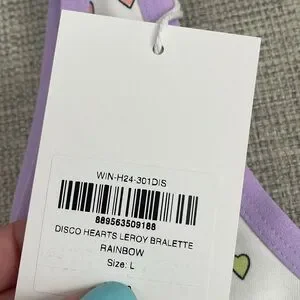 WIN-H24-301DIS
889563509188
DISCO HEARTS LEROY BRALETTE
RAINBOW
Size: L